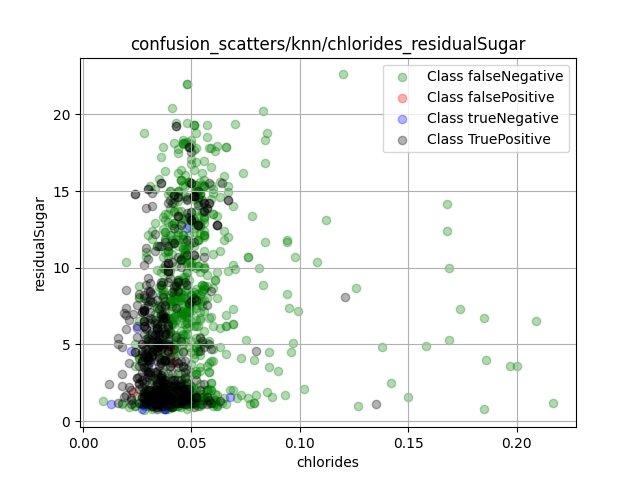 confusion_scatters/knn/chlorides_residualSugar
Class falseNegative
Class falsePositive
Class trueNegative
Class TruePositive
residualSugar
20
15
10
5
0
0.00 0.05 0.10 0.15 0.20
chlorides